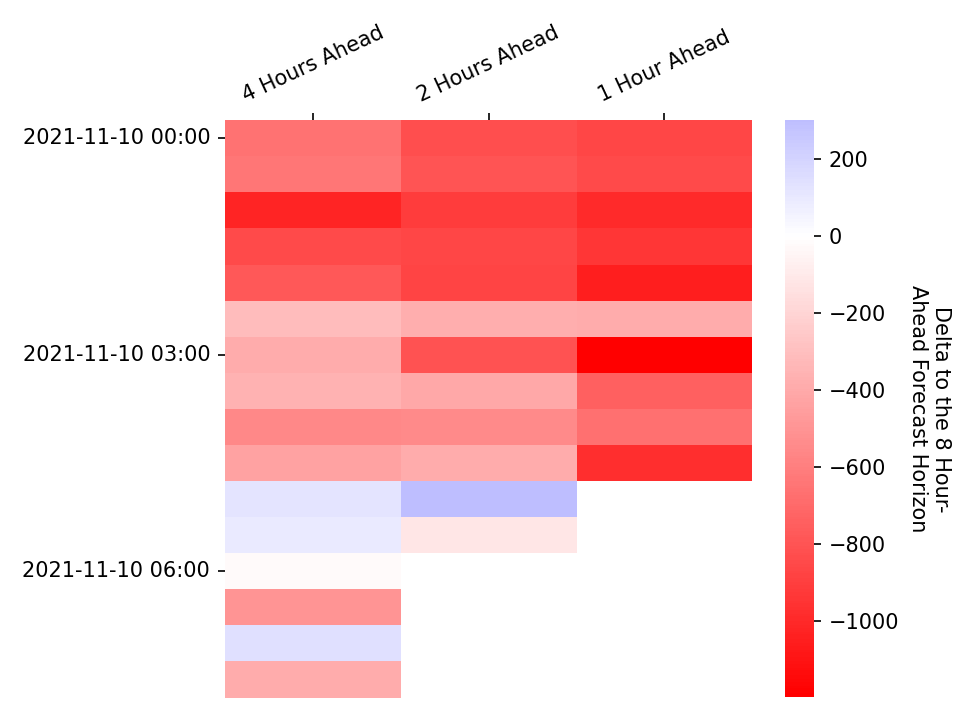 4 Hours Ahead
2 Hours Ahead
1 Hour Ahead
2021-11-10 00:00
2021-11-10 03:00
2021-11-10 06:00
200
0
−200
−400
−600
−800
−1000
Delta to the 8 Hour-
Ahead Forecast Horizon